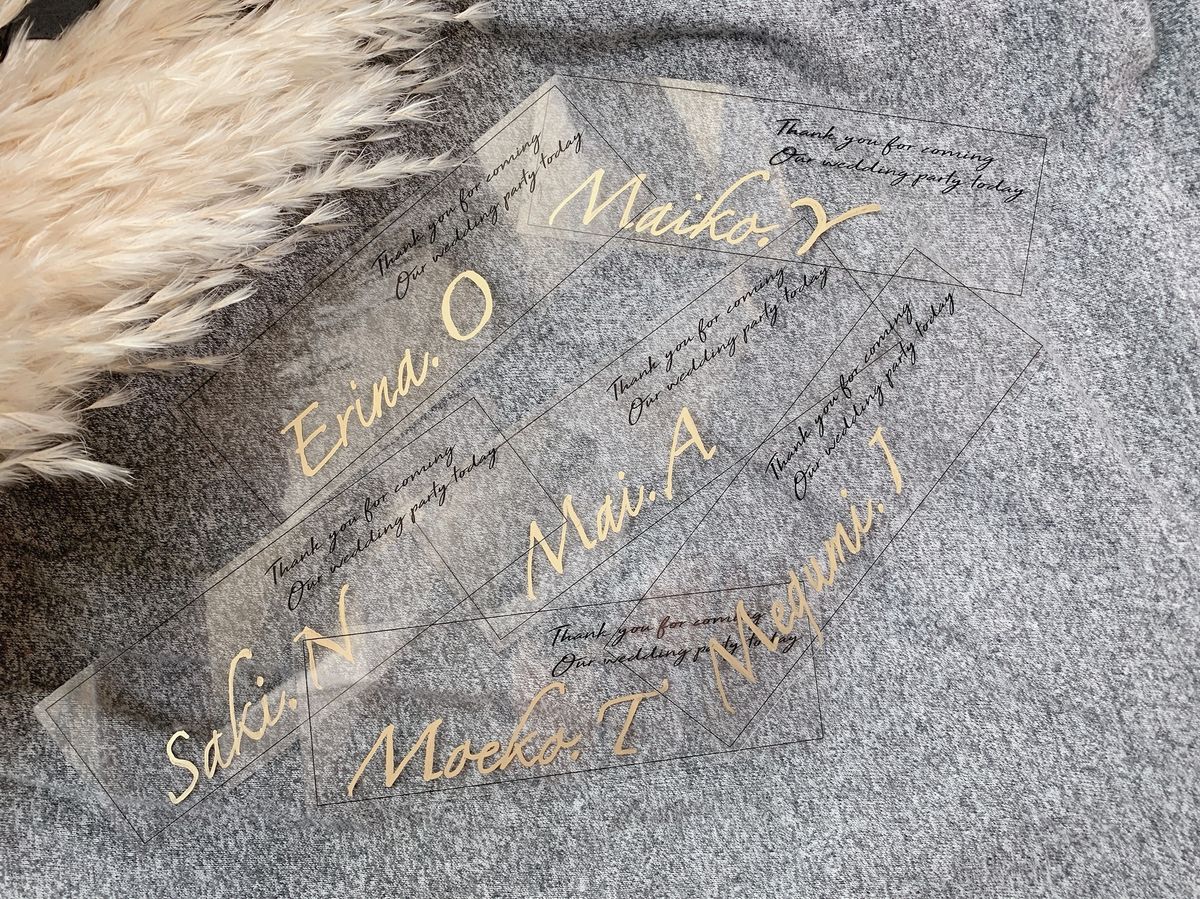 Thank you for coming
Our wedding party today
Maiko. Y
Thank you for coming
Our wedding party today
Erina. O
Thank you for coming
Our wedding party today
Mai. A
Thank you for coming
Our wedding party today
Megumi. I
Thank you for coming
Our wedding party today
Saki. N
Thank you for coming
Our wedding party today
Moeko. T